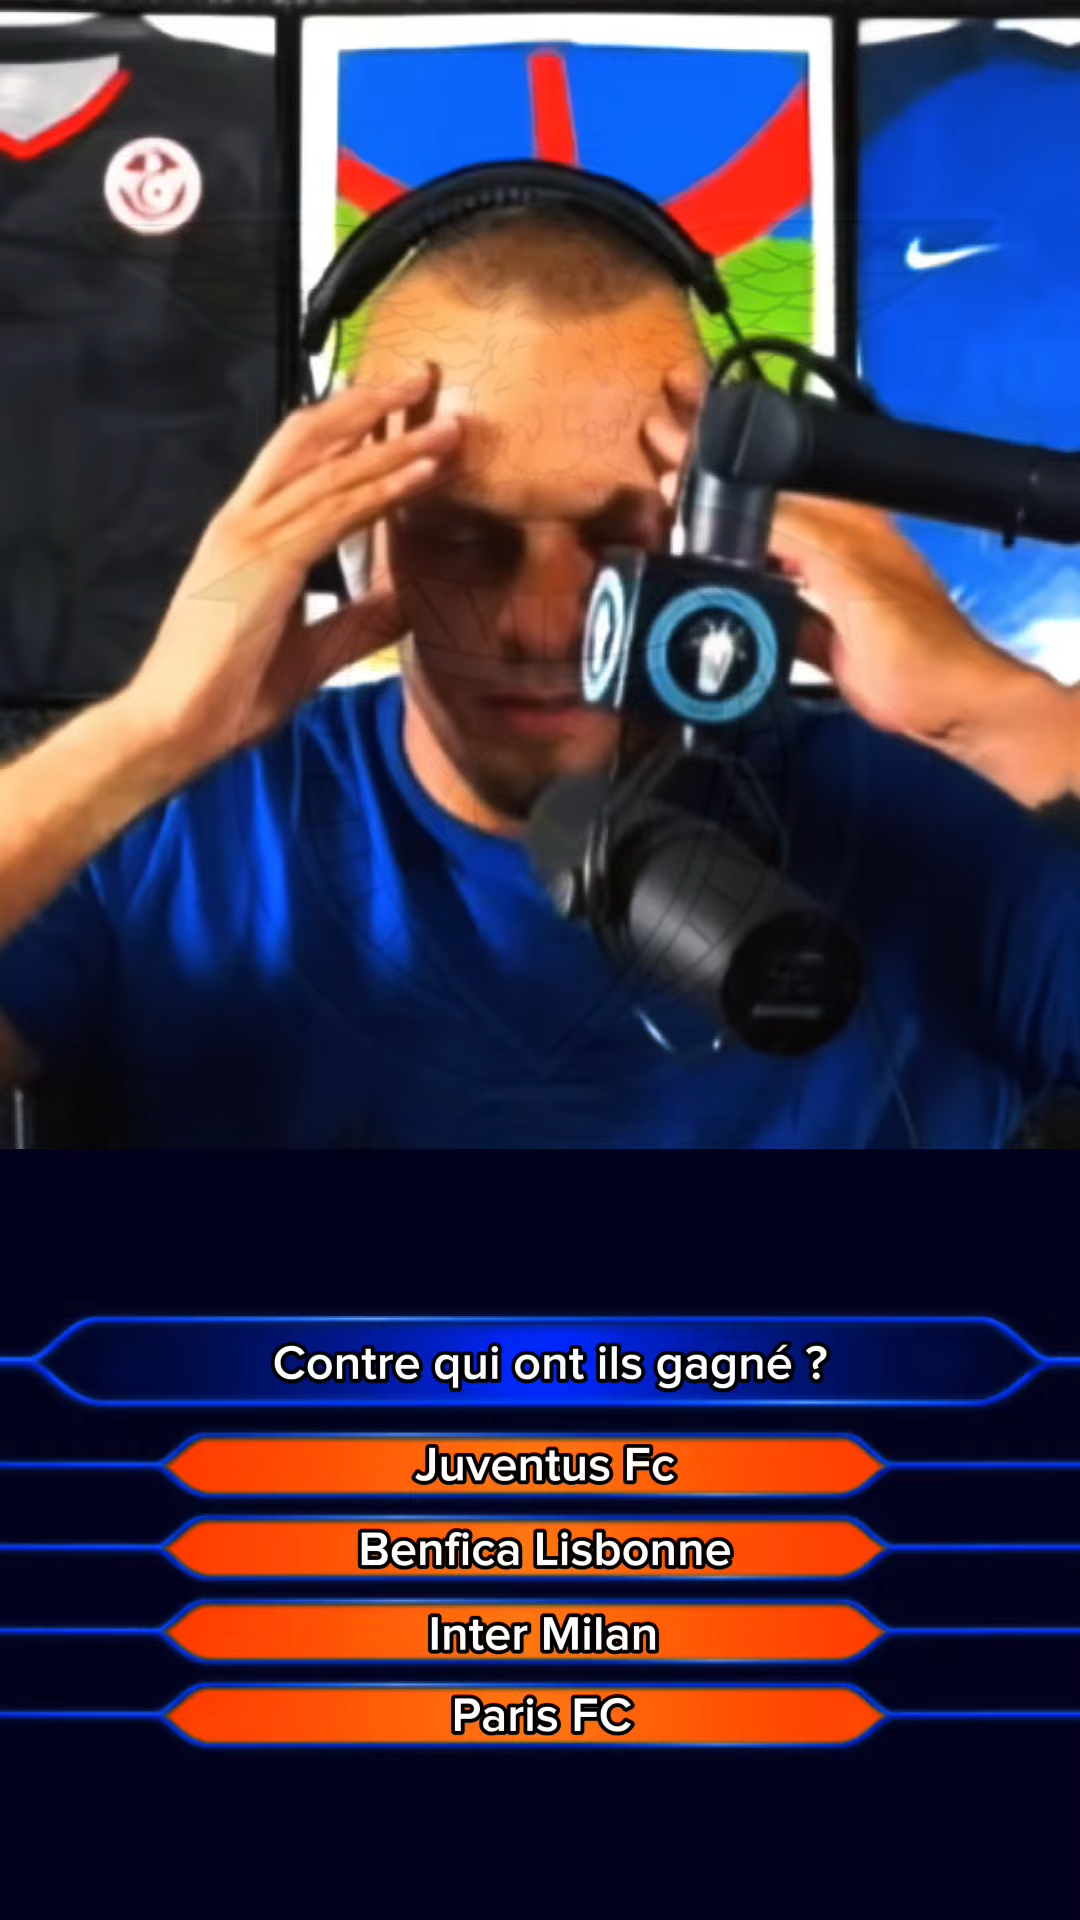 Contre qui ont ils gagné ?
Juventus Fc
Benfica Lisbonne
Inter Milan
Paris FC